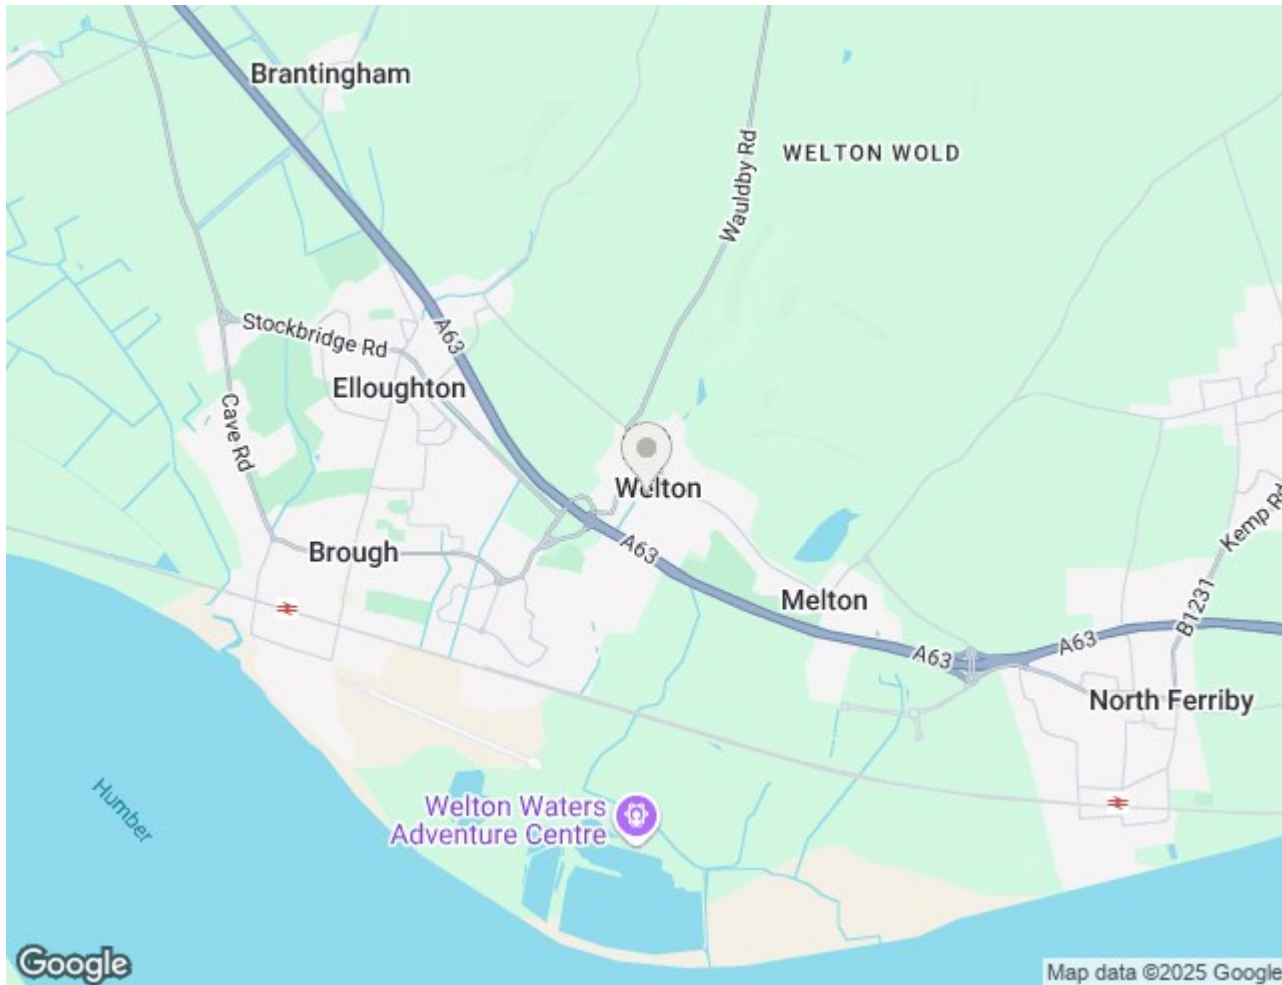 Brantingham
WELTON WOLD
Wauldby Rd
Stockbridge Rd
A63
Elloughton
Cave Rd
Welton
Kemp Rd
Brough
A63
Melton
B1231
A63
A63
North Ferriby
Humber
Welton Waters
Adventure Centre
Google
Map data ©2025 Google